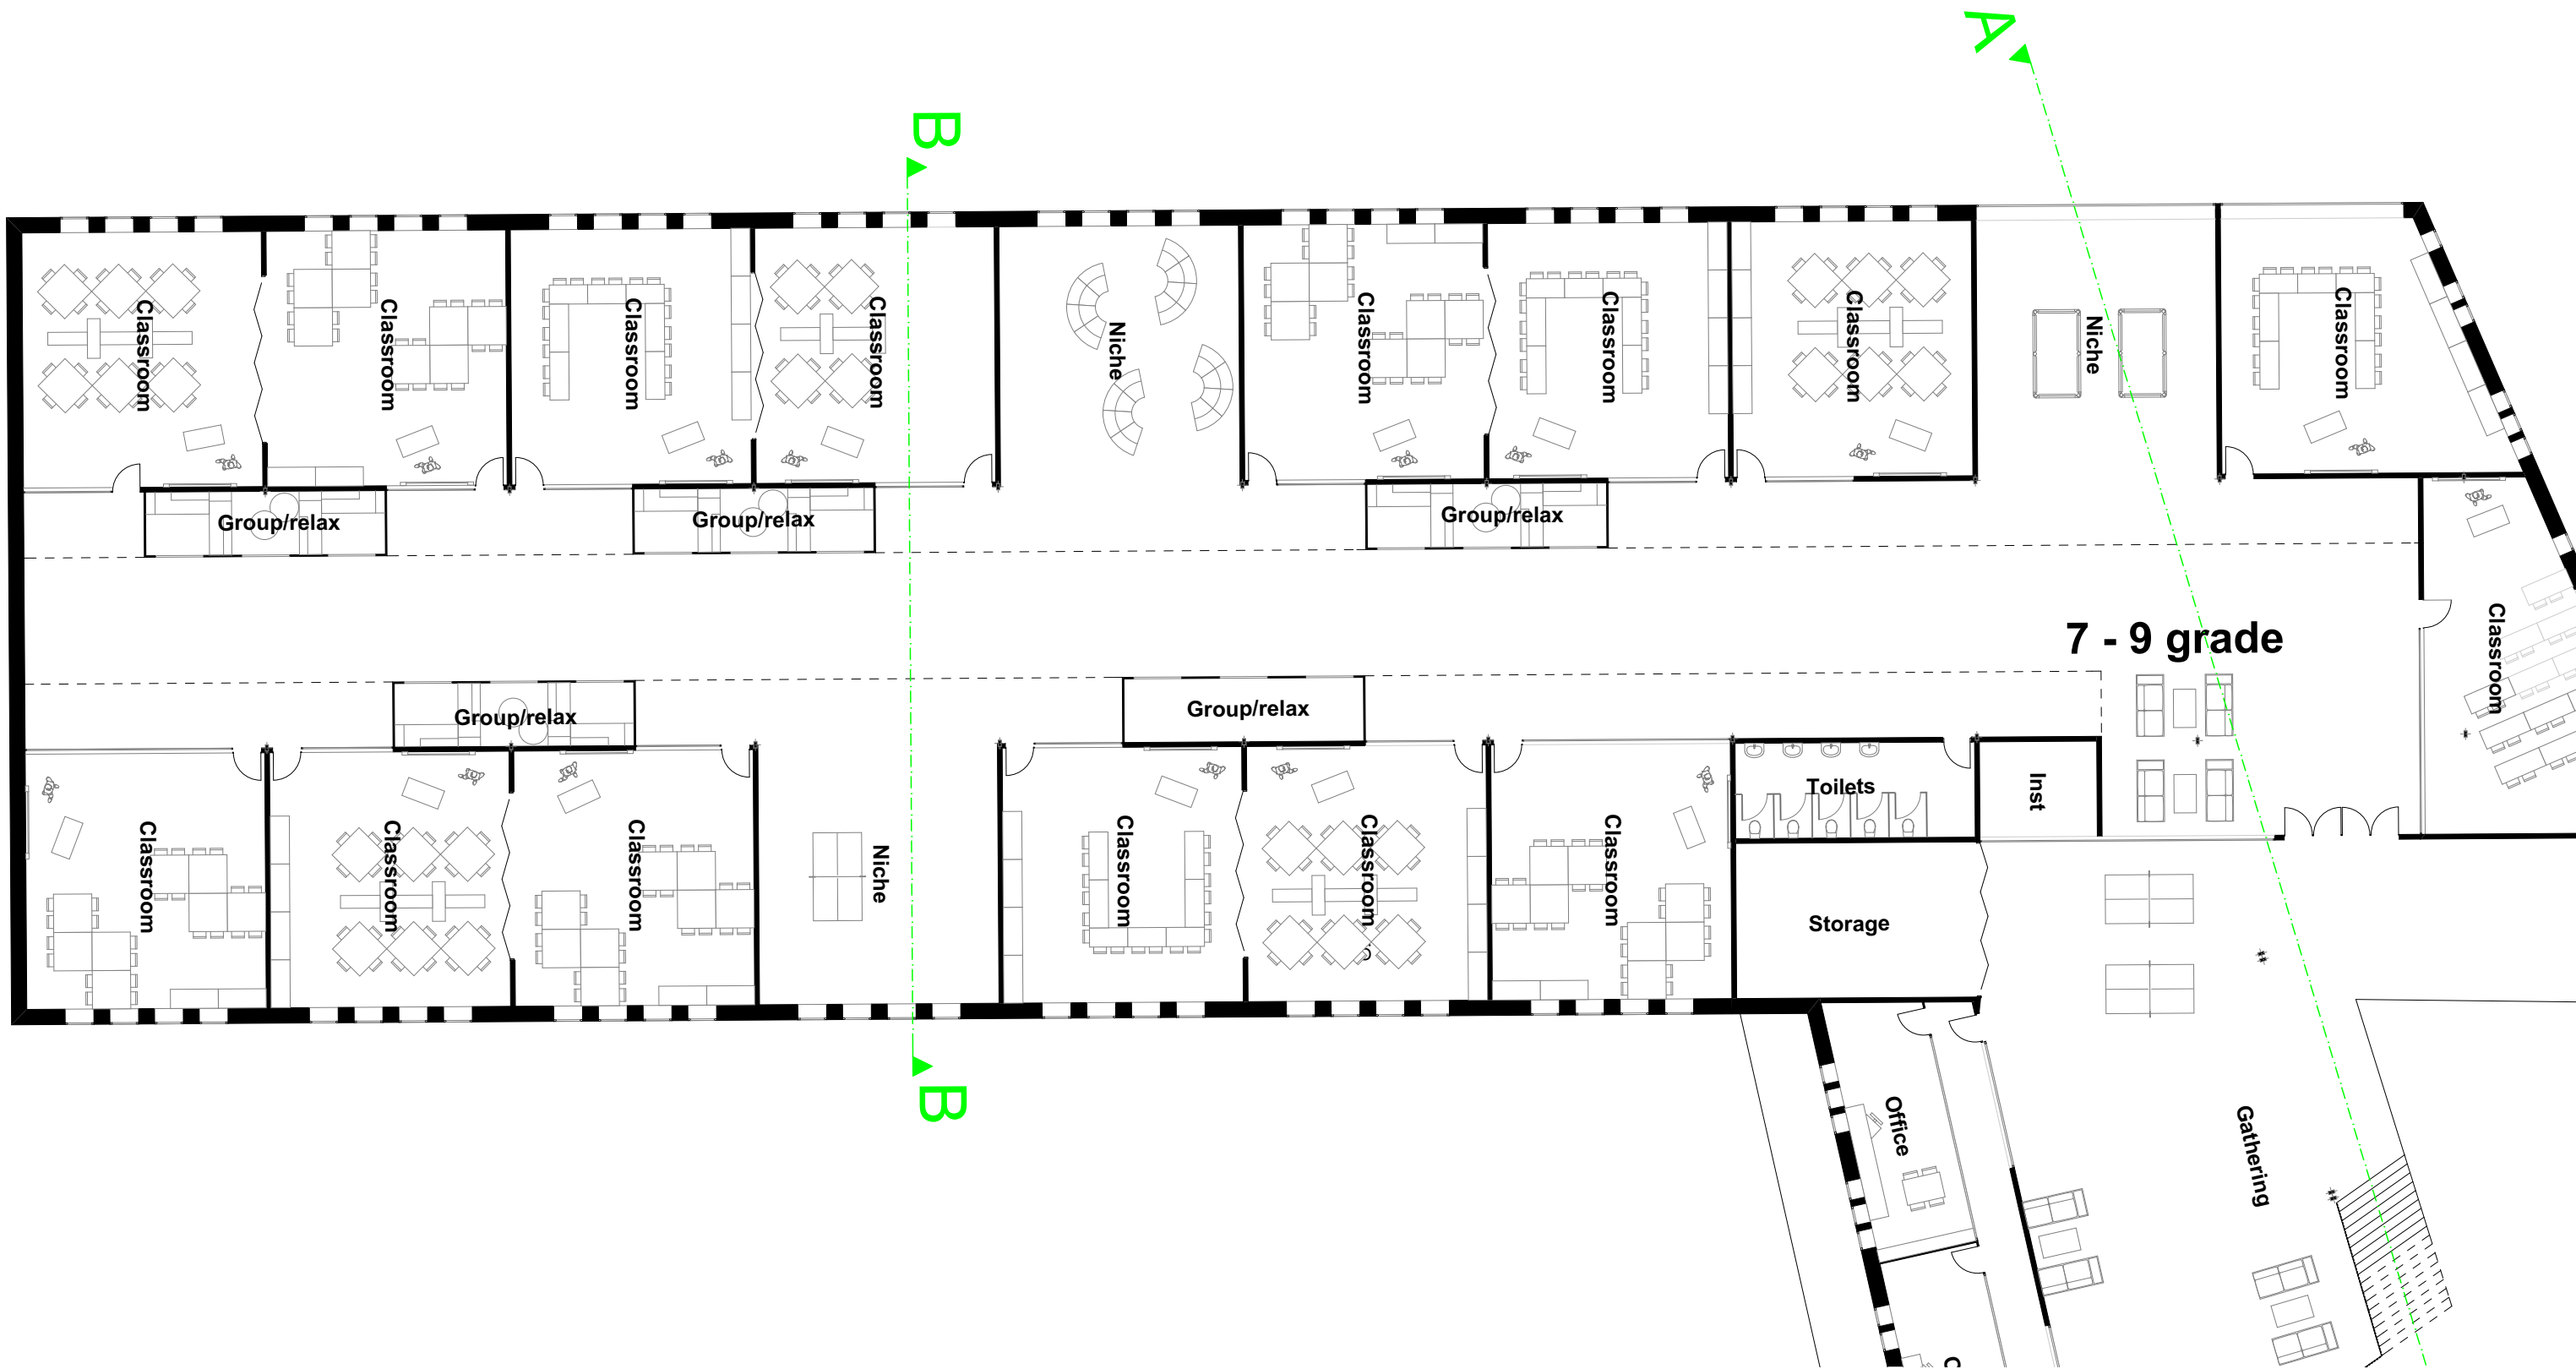 A
B
Classroom
Classroom
Classroom
Classroom
Niche
Classroom
Classroom
Classroom
Niche
Classroom
Group/relax
Group/relax
Group/relax
7 - 9 grade
Classroom
Group/relax
Group/relax
Classroom
Classroom
Classroom
Niche
Classroom
Classroom
Classroom
Toilets
Inst
Storage
B
Office
Gathering